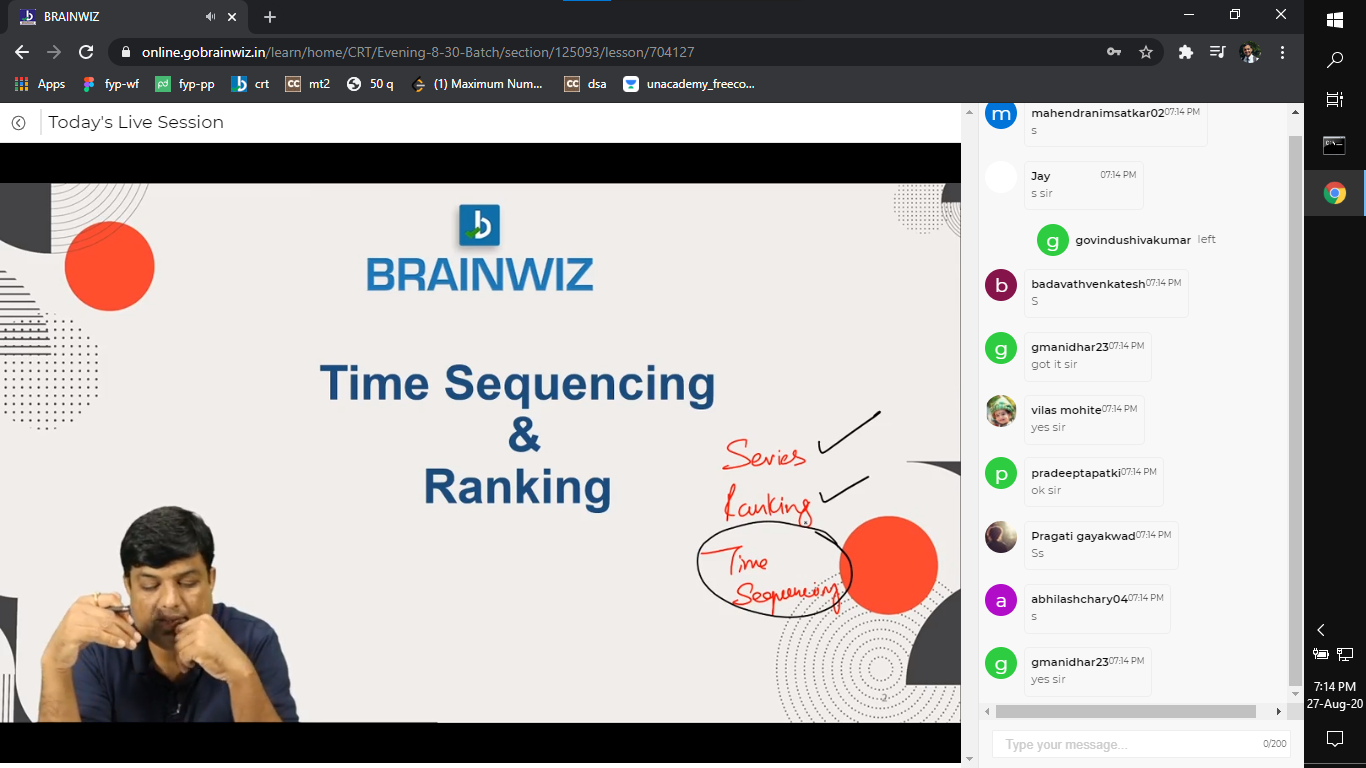 BRAINWIZ
online.gobrainwiz.in/learn/home/CRT/Evening-8-30-Batch/section/125093/lesson/704127
Apps fyp-wf fyp-pp crt mt2 50 q (1) Maximum Num... dsa unacademy_freeco...
Today's Live Session
BRAINWIZ
Time Sequencing
&
Ranking
Series
Ranking
Time
Sequencing
2
mahendranimsatkar02 07:14 PM
s
Jay 07:14 PM
s sir
govindushivakumar left
badavathvenkatesh 07:14 PM
S
gmanidhar23 07:14 PM
got it sir
vilas mohite 07:14 PM
yes sir
pradeeptapatki 07:14 PM
ok sir
Pragati gayakwad 07:14 PM
Ss
abhilashchary04 07:14 PM
s
gmanidhar23 07:14 PM
yes sir
Type your message... 0/200
7:14 PM
27-Aug-20